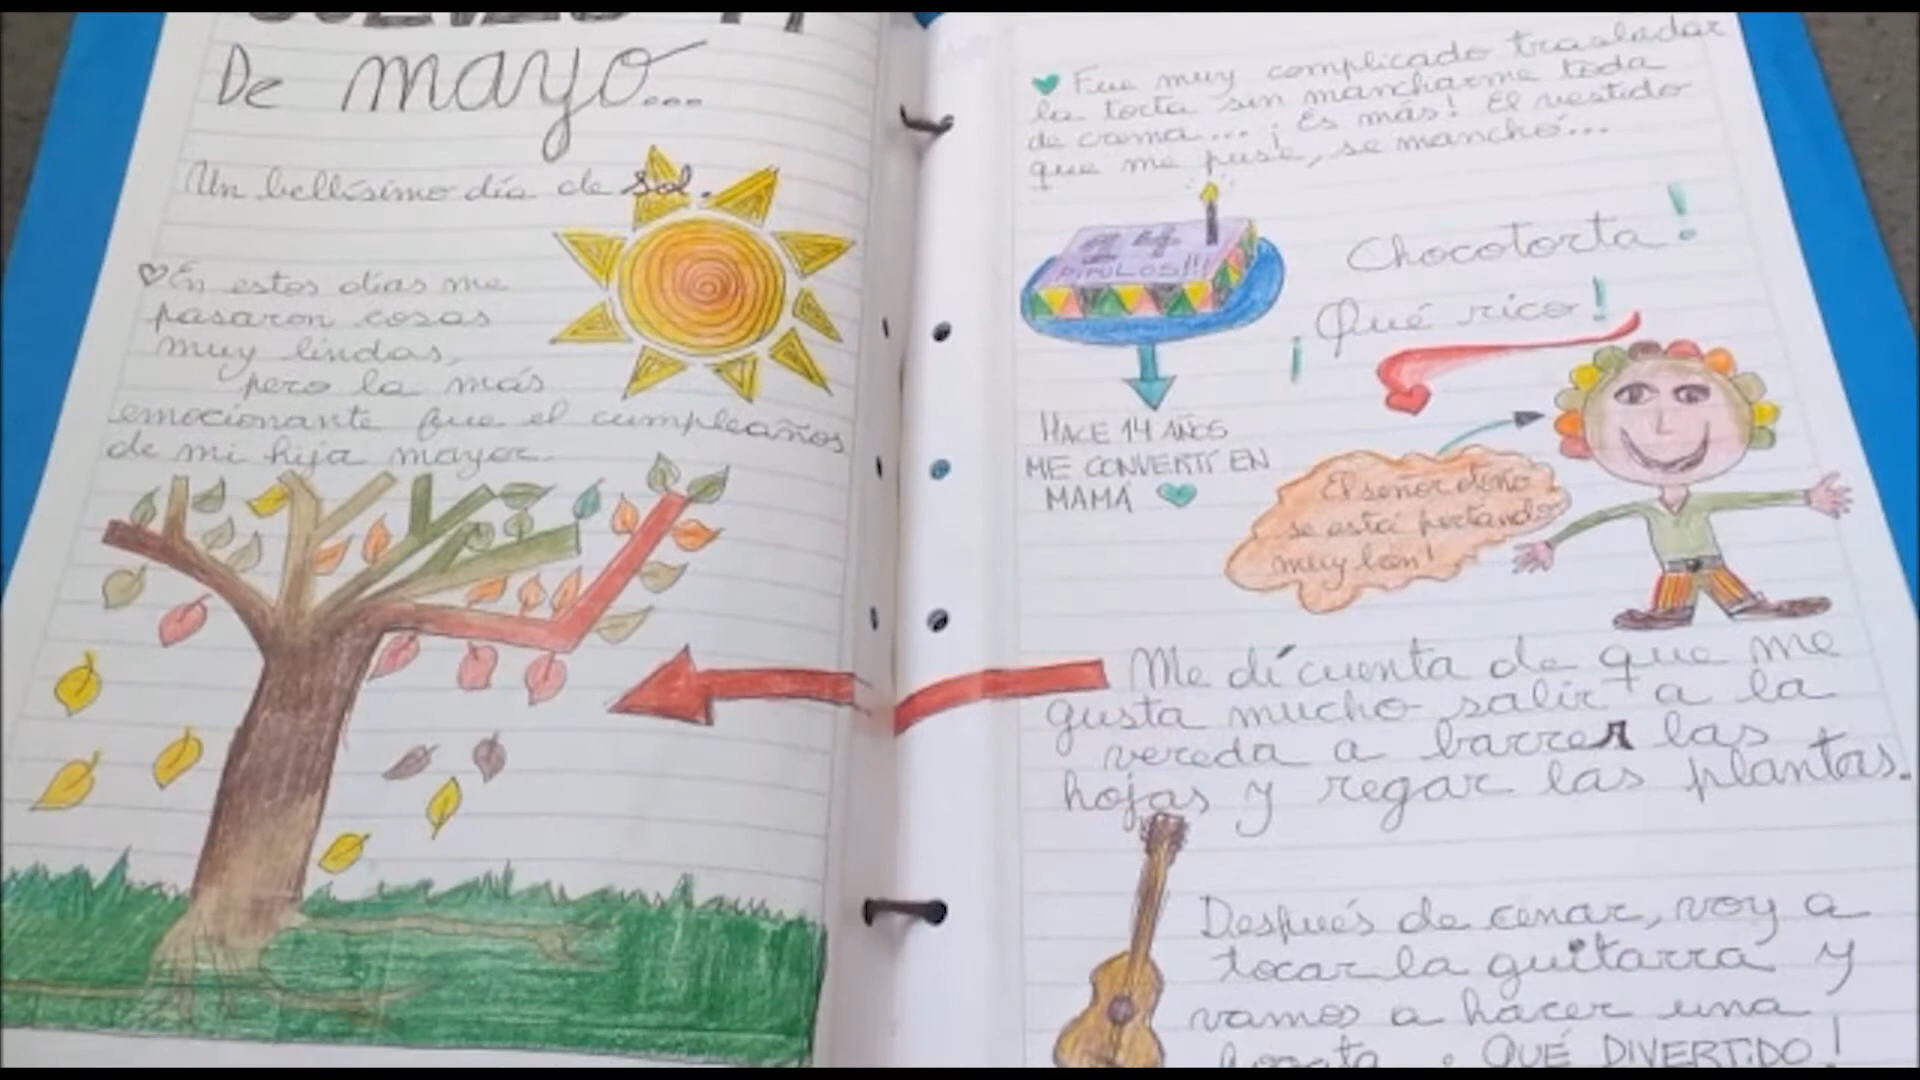 De mayo...
Un bellísimo día de sol.
En estos días me
pasaron cosas
muy lindas,
pero la más
emocionante fue el cumpleaños
de mi hija mayor.
Fue muy complicado trasladar
la torta sin mancharme toda
de crema... ¡Es más! El vestido
que me puse, se manchó...
14
PIPULOS!!!
Chocotorta!
¡Qué rico!
HACE 14 AÑOS
ME CONVERTÍ EN
MAMÁ
El señor otoño
se está portando
muy bien!
Me dí cuenta de que me
gusta mucho salir a la
vereda a barrer las
hojas y regar las plantas.
Después de cenar, voy a
tocar la guitarra y
vamos a hacer una
¡QUÉ DIVERTIDO!